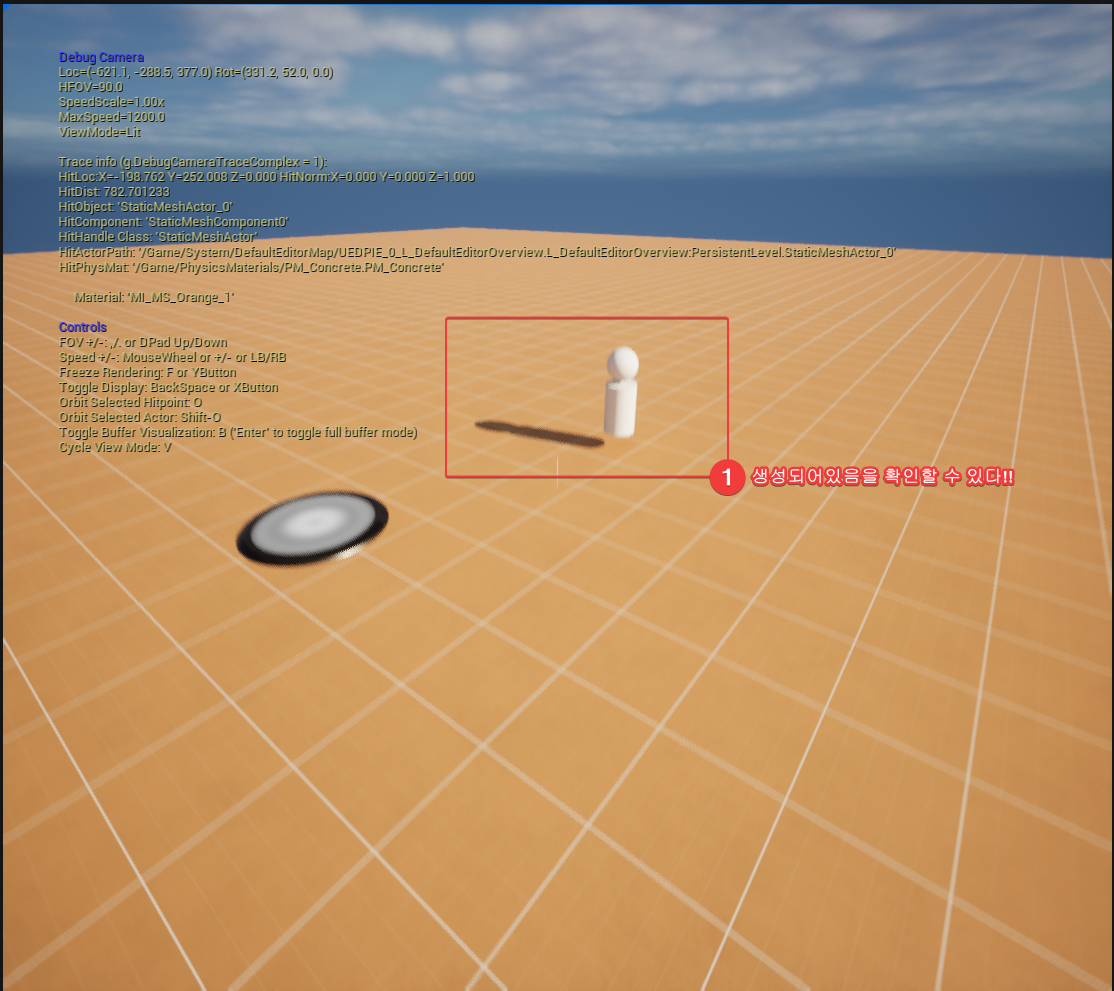 Debug Camera
Loc=(-621.1, -288.5, 377.0) Rot=(331.2, 52.0, 0.0)
HFOV=90.0
SpeedScale=1.00x
MaxSpeed=1200.0
ViewMode=Lit
Trace info (g.DebugCameraTraceComplex = 1):
HitLoc:X=-198.762 Y=252.008 Z=0.000 HitNorm:X=0.000 Y=0.000 Z=1.000
HitDist: 782.701233
HitObject: 'StaticMeshActor_0'
HitComponent: 'StaticMeshComponent0'
HitHandle Class: 'StaticMeshActor'
HitActorPath: '/Game/System/DefaultEditorMap/UEDPIE_0_L_DefaultEditorOverview.L_DefaultEditorOverview:PersistentLevel.StaticMeshActor_0'
HitPhysMat: '/Game/PhysicsMaterials/PM_Concrete.PM_Concrete'
Material: 'MI_MS_Orange_1'
Controls
FOV +/-: ,/. or DPad Up/Down
Speed +/-: MouseWheel or +/- or LB/RB
Freeze Rendering: F or YButton
Toggle Display: BackSpace or XButton
Orbit Selected Hitpoint: O
Orbit Selected Actor: Shift-O
Toggle Buffer Visualization: B ('Enter' to toggle full buffer mode)
Cycle View Mode: V
1 생성되어있음을 확인할 수 있다!!